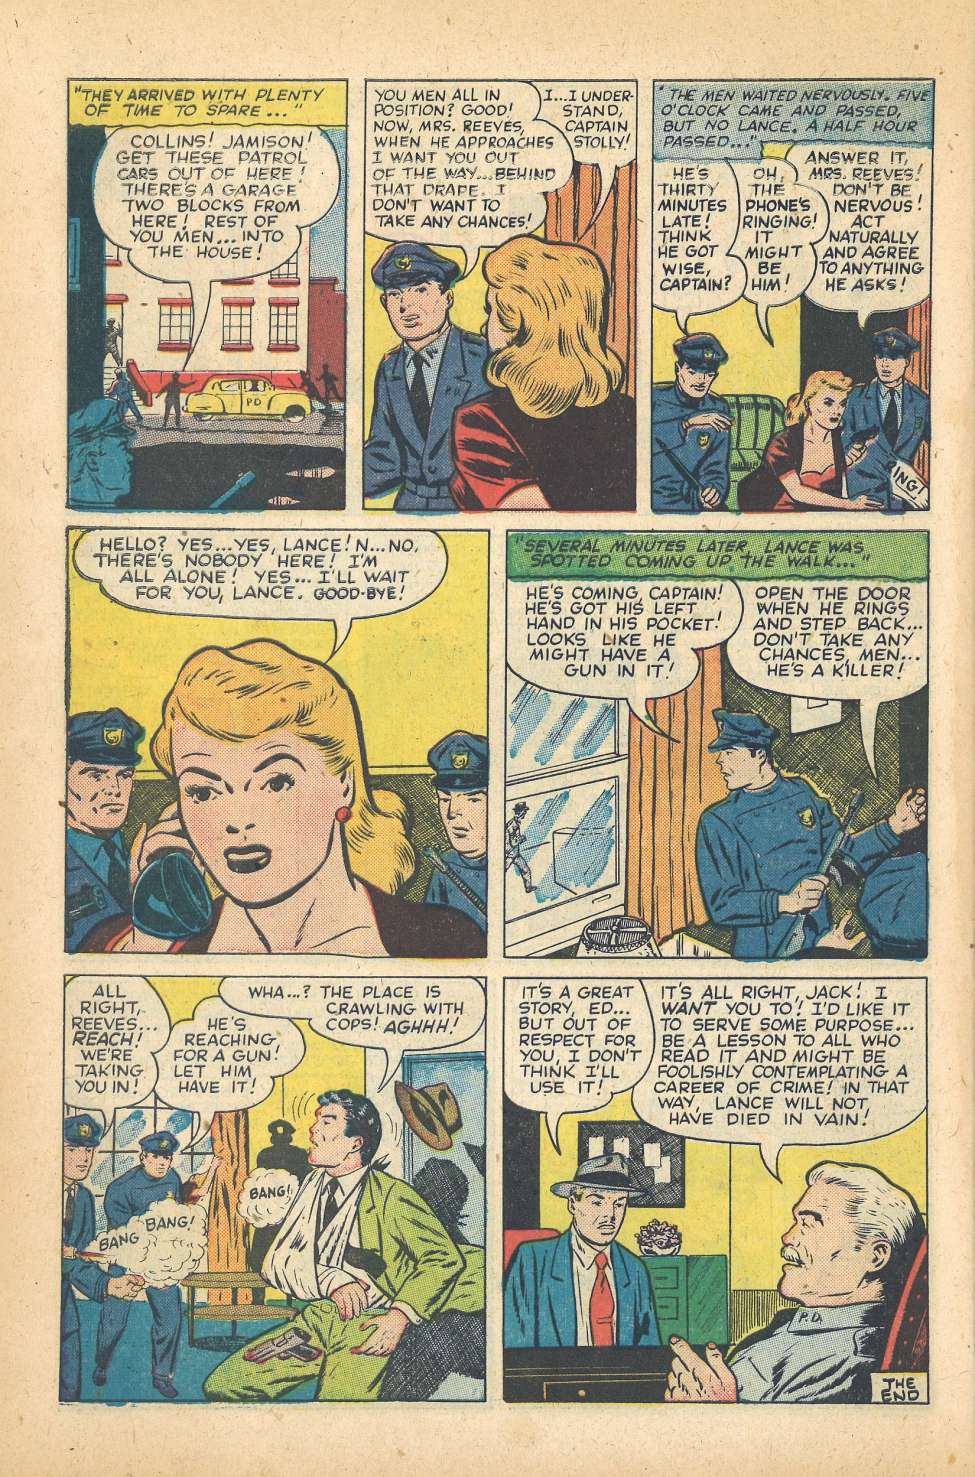 "THEY ARRIVED WITH PLENTY
OF TIME TO SPARE..."
COLLINS! JAMISON!
GET THESE PATROL
CARS OUT OF HERE!
THERE'S A GARAGE
TWO BLOCKS FROM
HERE! REST OF
YOU MEN... INTO
THE HOUSE!
P.D.
YOU MEN ALL IN
POSITION? GOOD!
NOW, MRS. REEVES,
WHEN HE APPROACHES
I WANT YOU OUT
OF THE WAY...BEHIND
THAT DRAPE. I
DON'T WANT TO
TAKE ANY CHANCES!
I...I UNDER-
STAND,
CAPTAIN
STOLLY!
P.D.
"THE MEN WAITED NERVOUSLY. FIVE
O'CLOCK CAME AND PASSED,
BUT NO LANCE. A HALF HOUR
PASSED..."
HE'S
THIRTY
MINUTES
LATE!
THINK
HE GOT
WISE,
CAPTAIN?
OH,
THE
PHONE'S
RINGING!
IT
MIGHT
BE
HIM!
ANSWER IT,
MRS. REEVES!
DON'T BE
NERVOUS!
ACT
NATURALLY
AND AGREE
TO ANYTHING
HE ASKS!
RING!
HELLO? YES...YES, LANCE! N...NO.
THERE'S NOBODY HERE! I'M
ALL ALONE! YES... I'LL WAIT
FOR YOU, LANCE. GOOD-BYE!
"SEVERAL MINUTES LATER, LANCE WAS
SPOTTED COMING UP THE WALK..."
HE'S COMING, CAPTAIN!
HE'S GOT HIS LEFT
HAND IN HIS POCKET!
LOOKS LIKE HE
MIGHT HAVE A
GUN IN IT!
OPEN THE DOOR
WHEN HE RINGS
AND STEP BACK...
DON'T TAKE ANY
CHANCES, MEN...
HE'S A KILLER!
ALL
RIGHT,
REEVES...
REACH!
WE'RE
TAKING
YOU IN!
HE'S
REACHING
FOR A GUN!
LET HIM
HAVE IT!
WHA...? THE PLACE IS
CRAWLING WITH
COPS! AGHHH!
BANG!
BANG!
BANG
IT'S A GREAT
STORY, ED...
BUT OUT OF
RESPECT FOR
YOU, I DON'T
THINK I'LL
USE IT!
IT'S ALL RIGHT, JACK! I
WANT YOU TO! I'D LIKE IT
TO SERVE SOME PURPOSE...
BE A LESSON TO ALL WHO
READ IT AND MIGHT BE
FOOLISHLY CONTEMPLATING A
CAREER OF CRIME! IN THAT
WAY, LANCE WILL NOT
HAVE DIED IN VAIN!
P.D.
THE
END